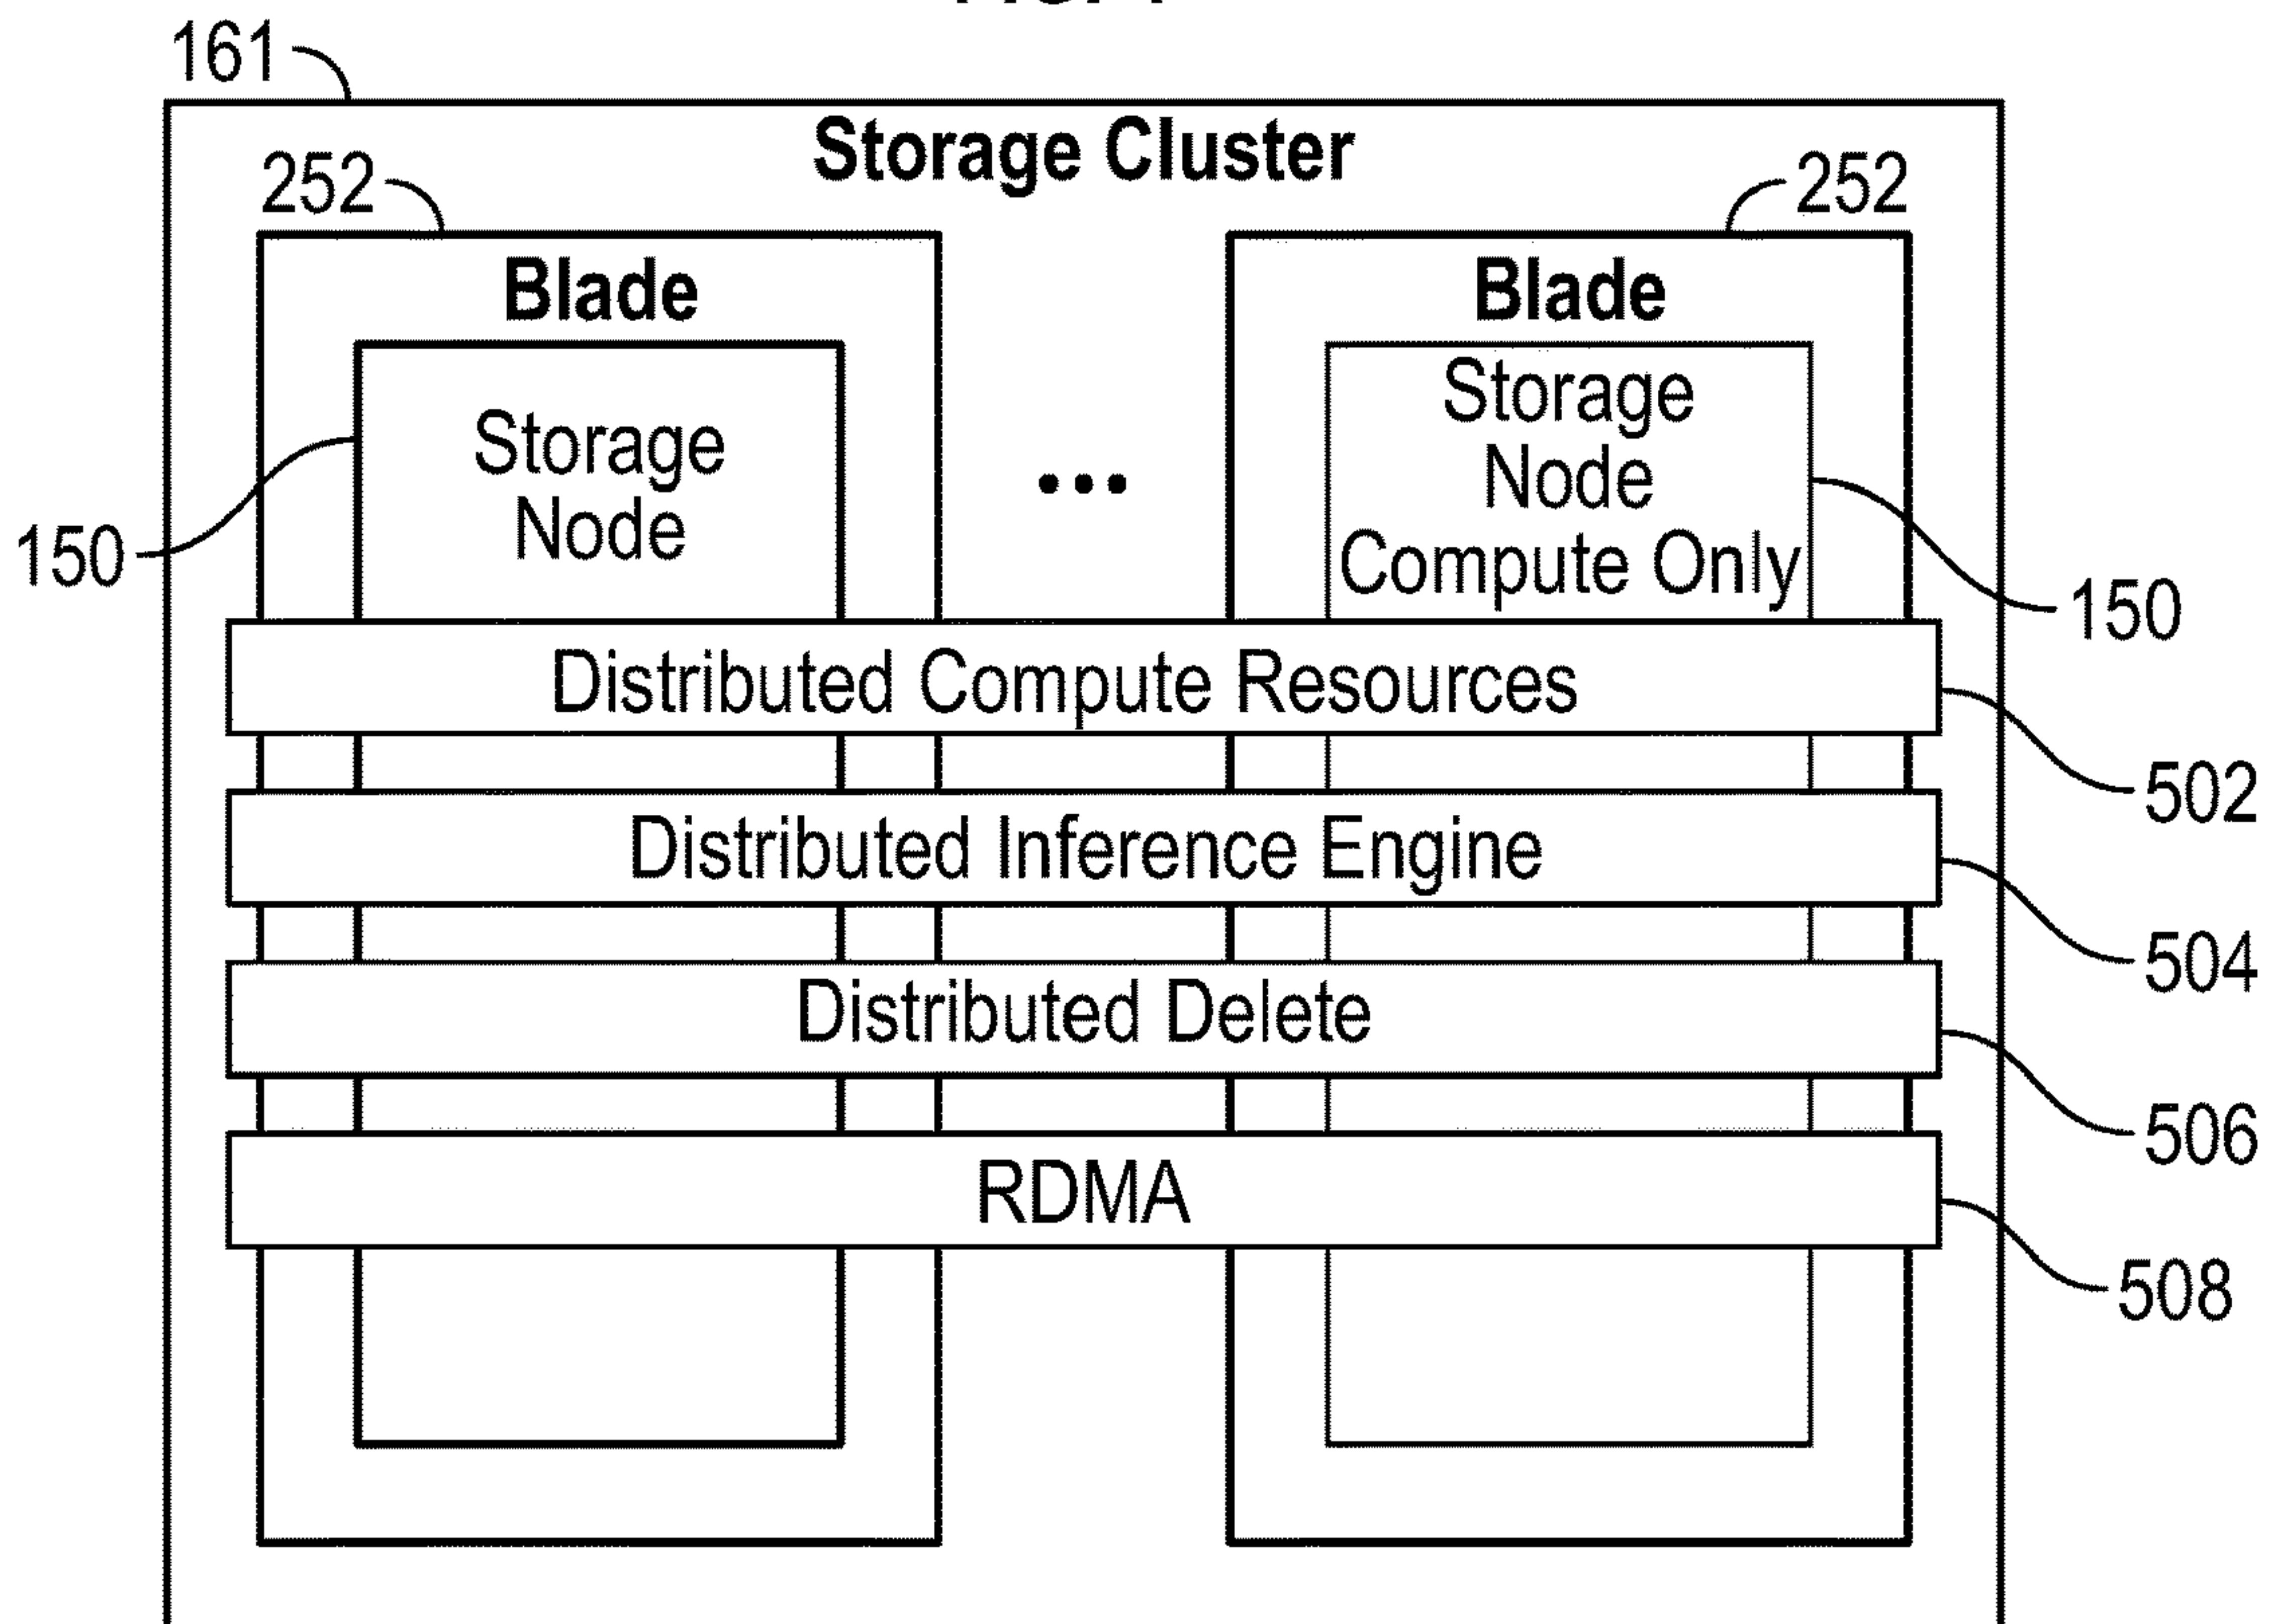 161
Storage Cluster
252
252
Blade
Blade
Storage
Node
Storage
Node
Compute Only
150
150
Distributed Compute Resources
502
Distributed Inference Engine
504
Distributed Delete
506
RDMA
508